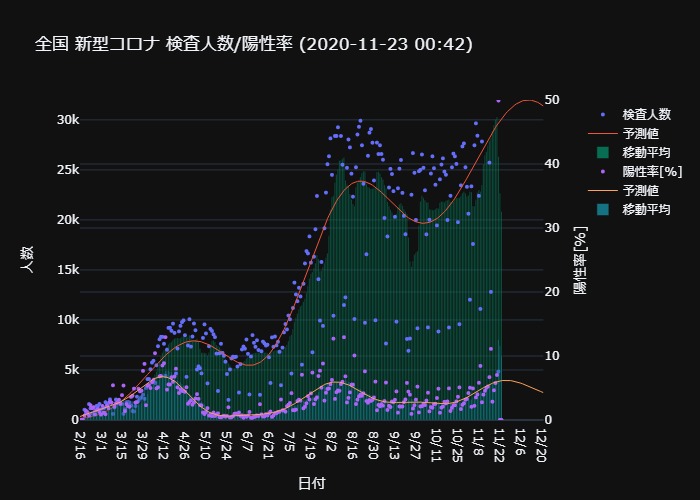 全国 新型コロナ 検査人数/陽性率 (2020-11-23 00:42)
30k
25k
20k
15k
10k
5k
0
人数
50
40
30
20
10
0
陽性率[%]
2/16
3/1
3/15
3/29
4/12
4/26
5/10
5/24
6/7
6/21
7/5
7/19
8/2
8/16
8/30
9/13
9/27
10/11
10/25
11/8
11/22
12/6
12/20
日付
検査人数
予測値
移動平均
陽性率[%]
予測値
移動平均